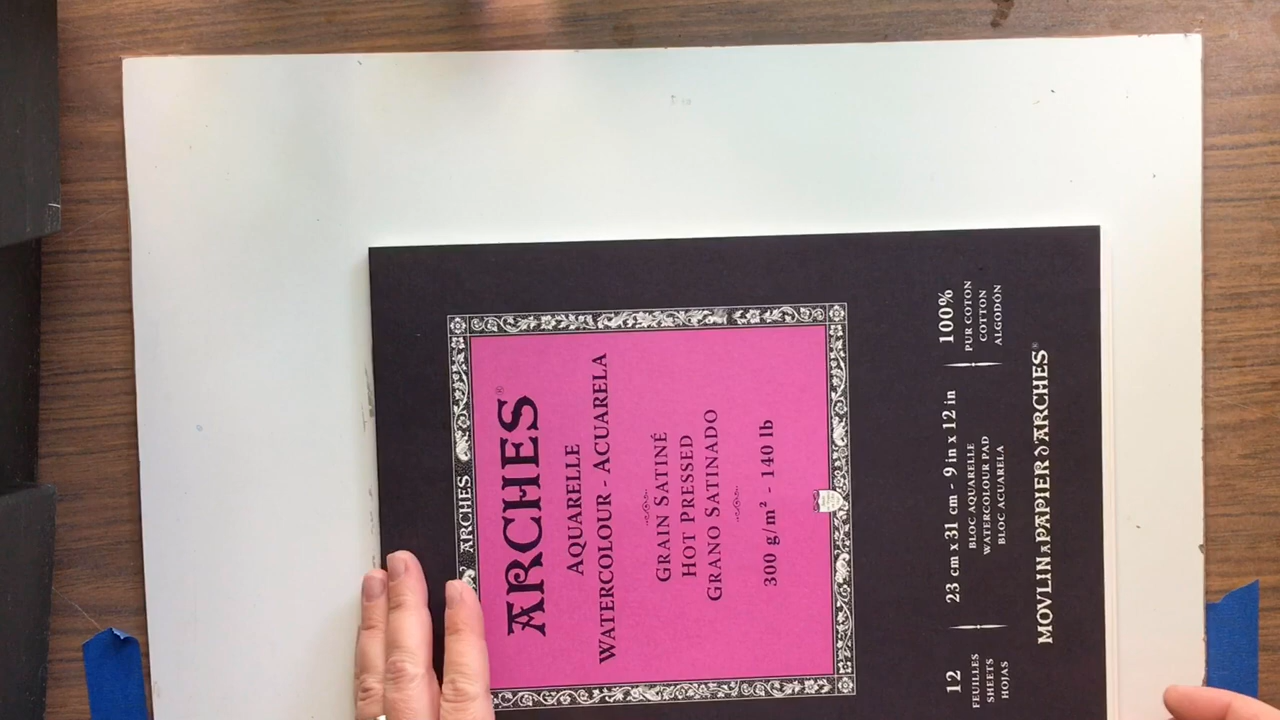 ARCHES
ARCHES®
AQUARELLE
WATERCOLOUR - ACUARELA
GRAIN SATINÉ
HOT PRESSED
GRANO SATINADO
300 g/m² - 140 lb
12
FEUILLES
SHEETS
HOJAS
23 cm x 31 cm - 9 in x 12 in
BLOC AQUARELLE
WATERCOLOUR PAD
BLOC ACUARELA
100%
PUR COTON
COTTON
ALGODÓN
MOVLIN À PAPIER D'ARCHES®